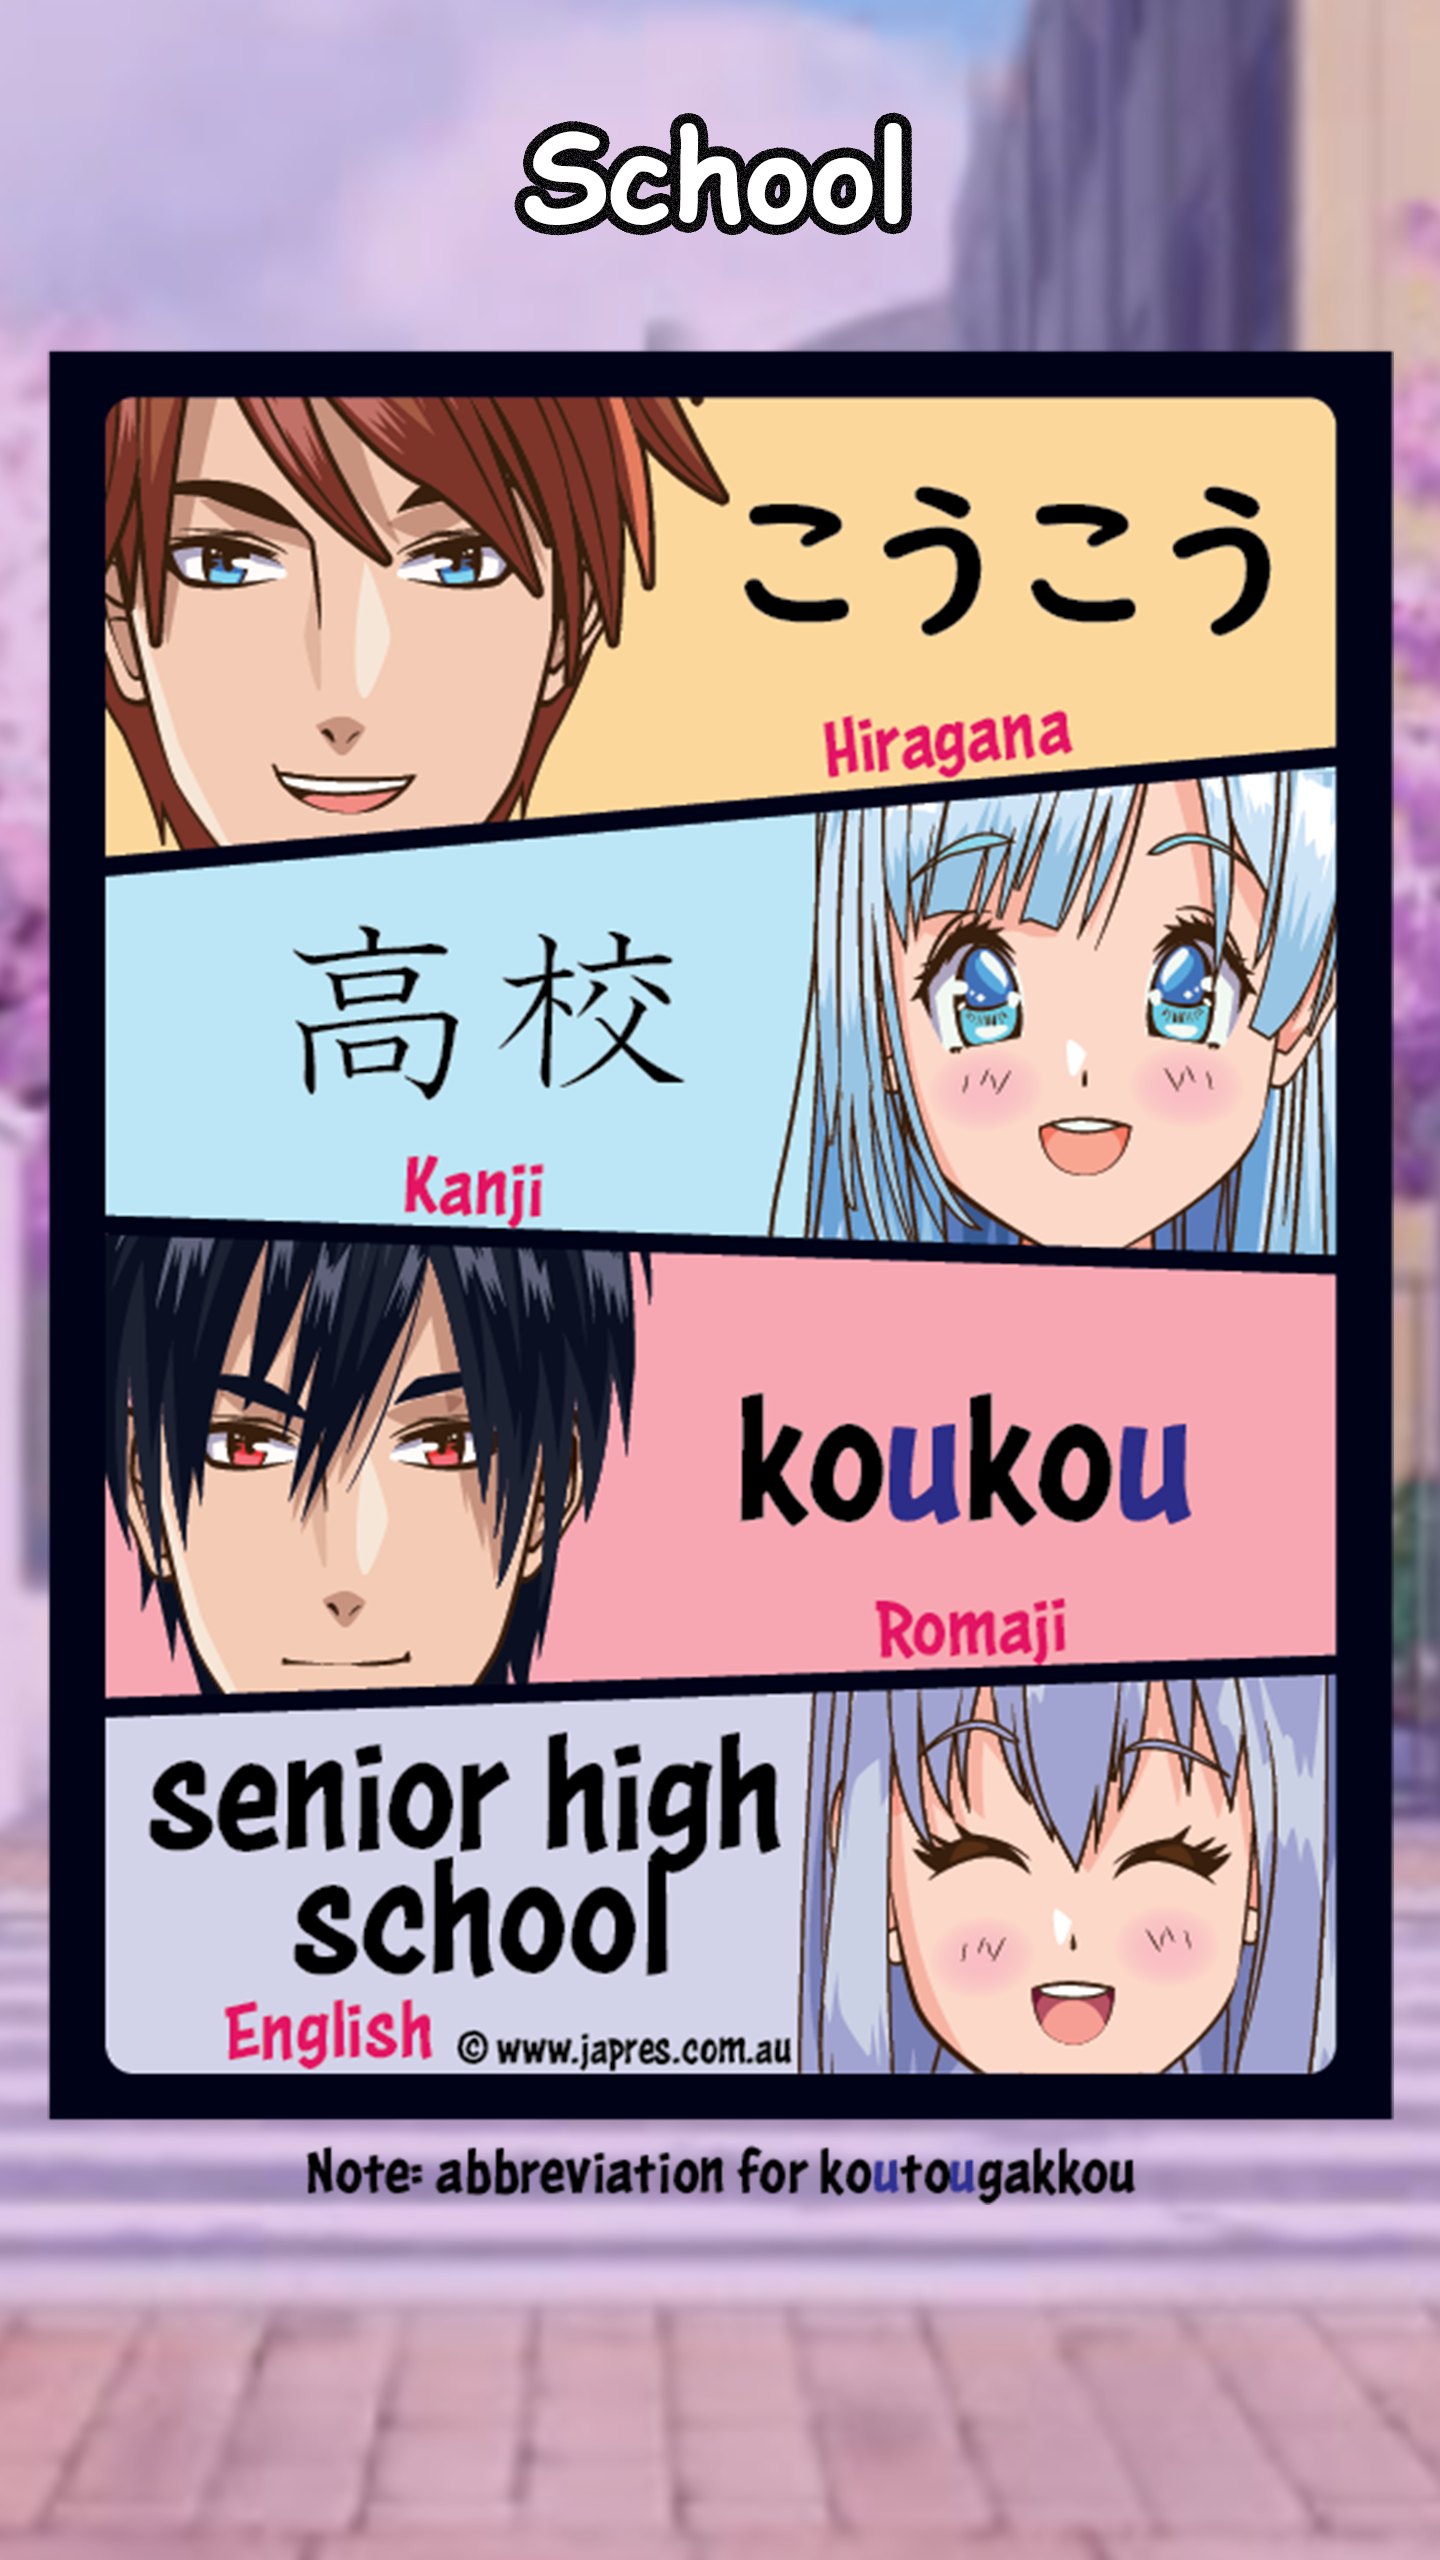 School
こうこう
Hiragana
高校
Kanji
koukou
Romaji
senior high
school
English © www.japres.com.au
Note: abbreviation for koutougakkou